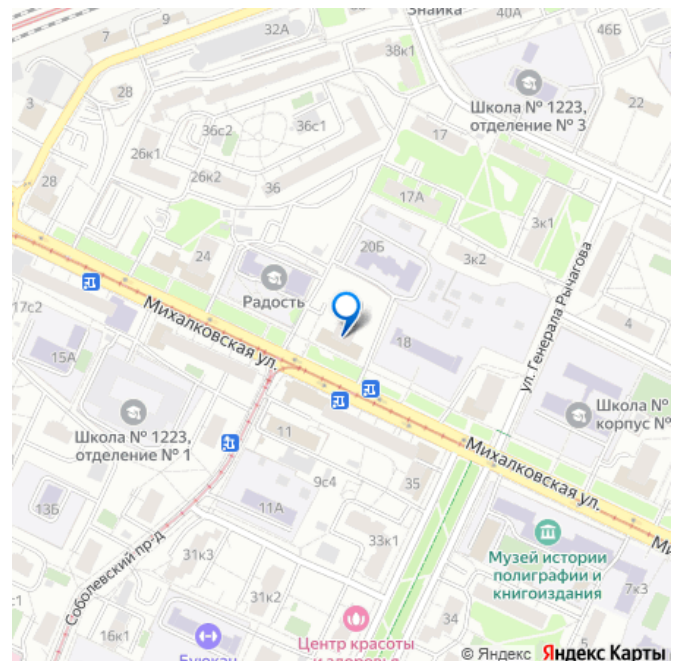 Знайка
40А
9
7
32А
46Б
38к1
28
3
Школа № 1223,
отделение № 3
22
36с2
36с1
17
26к1
26к2
36
17А
28
3к1
20Б
24
3к2
Радость
ул. Генерала Рычагова
17с2
Михалковская ул.
18
4
15А
Школа № 1223,
отделение № 1
Школа №
корпус №
11
Михалковская ул.
9с4
35
11А
13Б
33к1
Соболевский пр-д
31к3
Музей истории
полиграфии и
книгоиздания
7к3
31к2
34
5
16к1
Центр красоты
и здоровья
© Яндекс Яндекс Карты